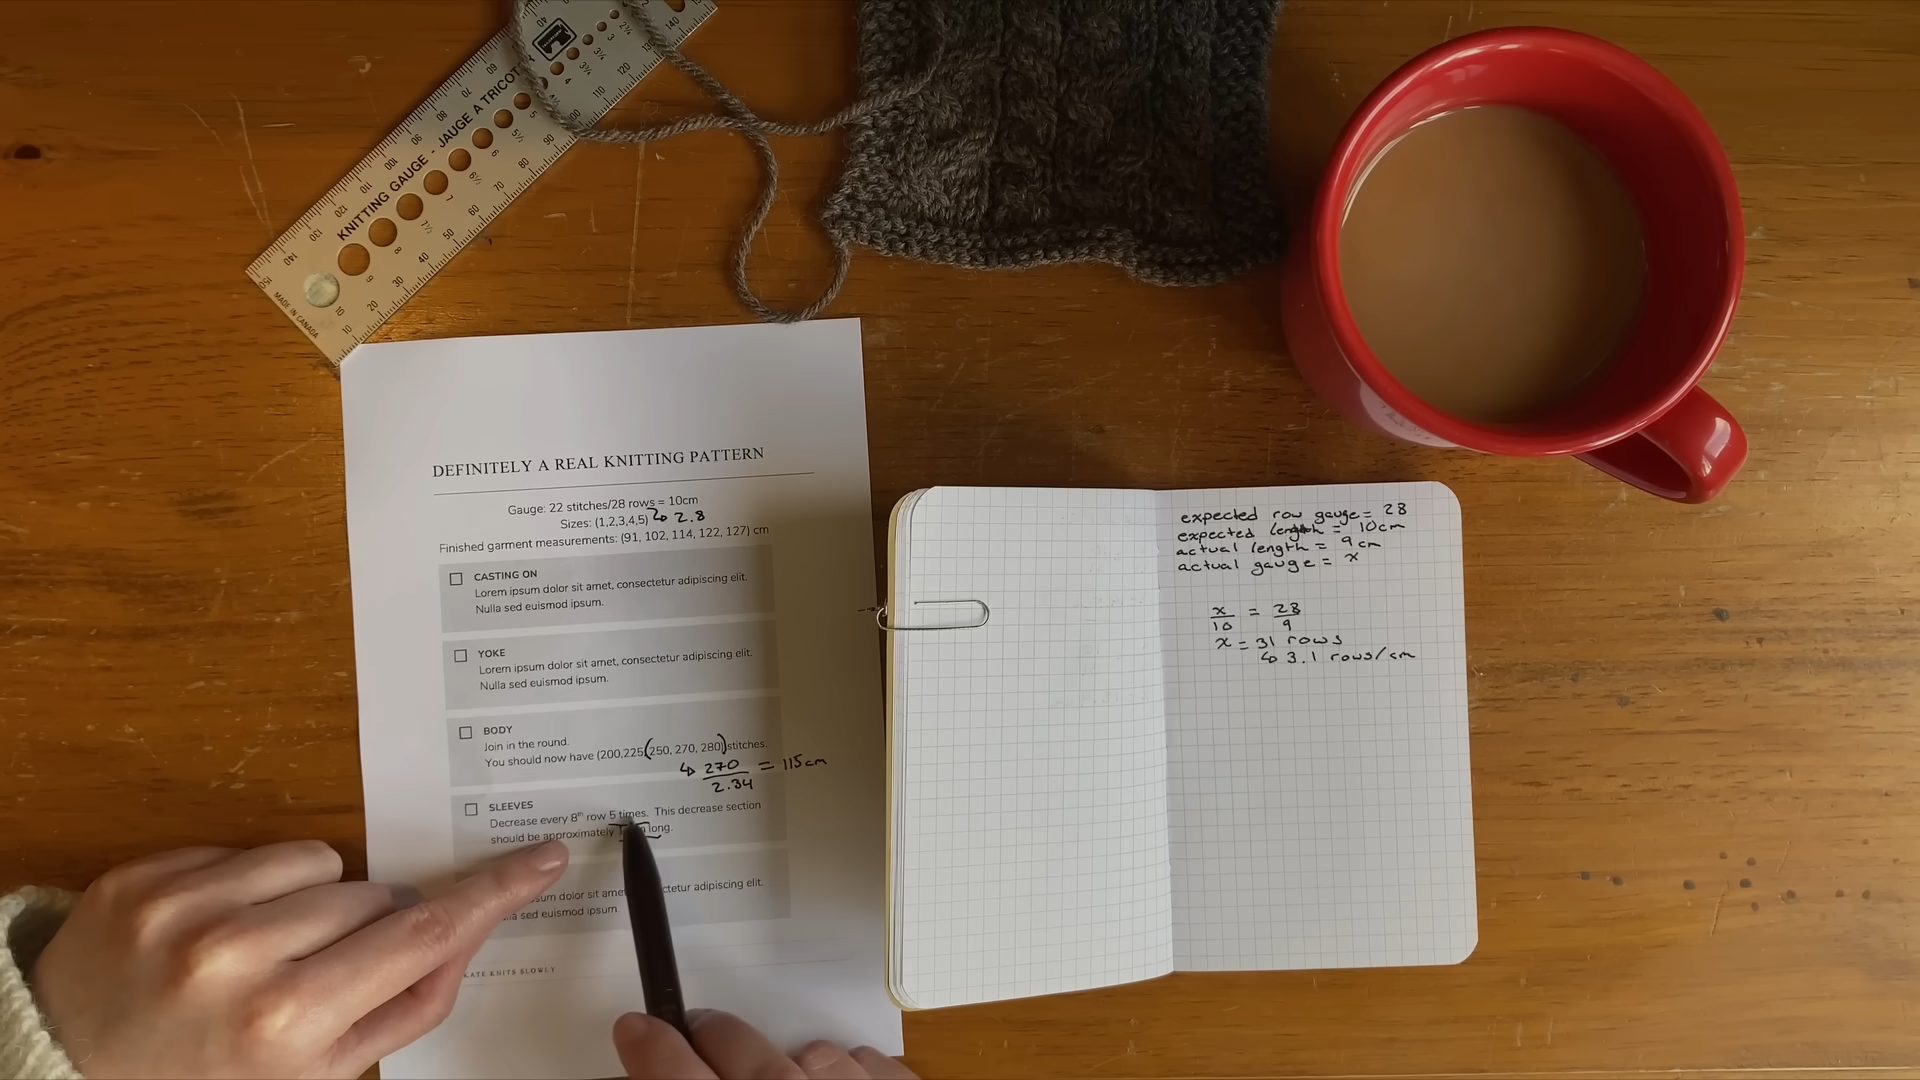 KNITTING GAUGE - JAUGE A TRICOT
MADE IN CANADA
DEFINITELY A REAL KNITTING PATTERN
Gauge: 22 stitches/28 rows = 10cm
Sizes: (1,2,3,4,5) ↳ 2.8
Finished garment measurements: (91, 102, 114, 122, 127) cm
CASTING ON
Lorem ipsum dolor sit amet, consectetur adipiscing elit.
Nulla sed euismod ipsum.
YOKE
Lorem ipsum dolor sit amet, consectetur adipiscing elit.
Nulla sed euismod ipsum.
BODY
Join in the round.
You should now have (200,225(250, 270, 280))stitches.
↳ 270 = 115cm
2.34
SLEEVES
Decrease every 8th row 5 times. This decrease section
should be approximately long.
dolor sit adipiscing elit.
sed euismod ipsum.
KATE KNITS SLOWLY
expected row gauge = 28
expected length = 10cm
actual length = 9cm
actual gauge = x
x/10 = 28/9
x = 31 rows
↳ 3.1 rows/cm